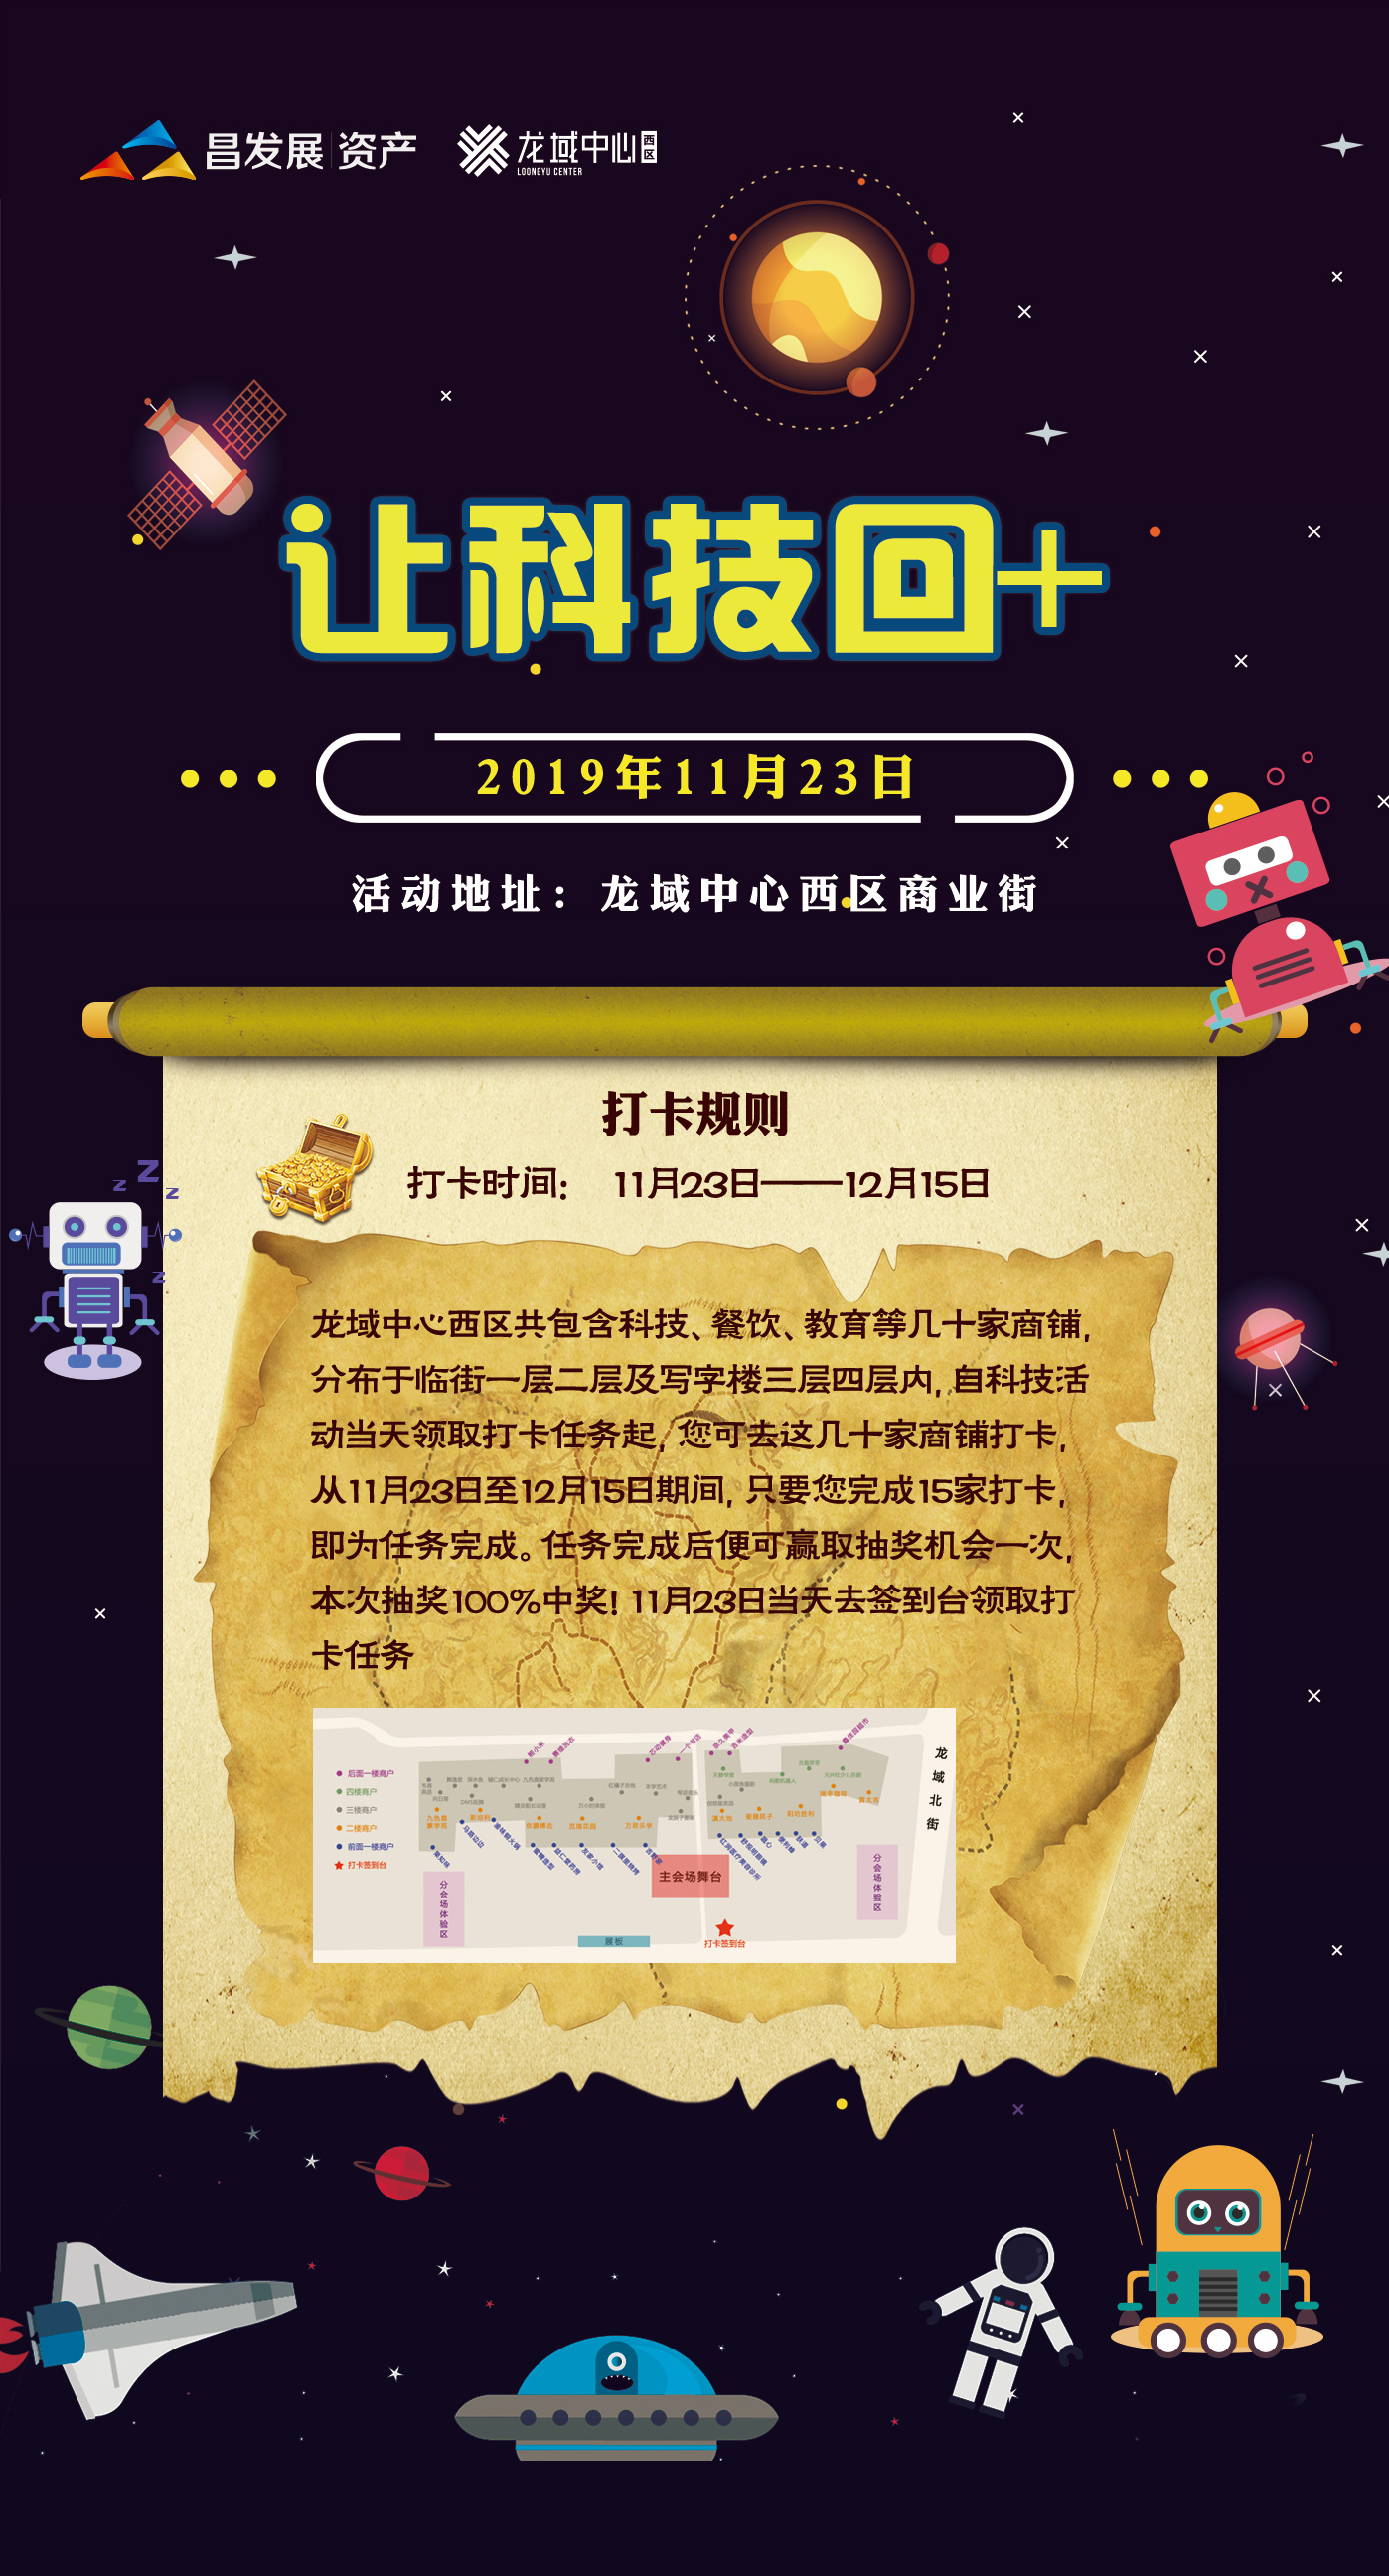 昌发展 资产 龙域中心 西区
LOONGYU CENTER
让科技回+
2019年11月23日
活动地址：龙域中心西区商业街
打卡规则
打卡时间： 11月23日——12月15日
龙域中心西区共包含科技、餐饮、教育等几十家商铺，
分布于临街一层二层及写字楼三层四层内，自科技活
动当天领取打卡任务起，您可去这几十家商铺打卡，
从11月23日至12月15日期间，只要您完成15家打卡，
即为任务完成。任务完成后便可赢取抽奖机会一次，
本次抽奖100%中奖！11月23日当天去签到台领取打
卡任务
后面一楼商户
四楼商户
三楼商户
二楼商户
前面一楼商户
打卡签到台
龙域北街
分会场体验区
主会场舞台
分会场体验区
展板
打卡签到台
z
z
z
z